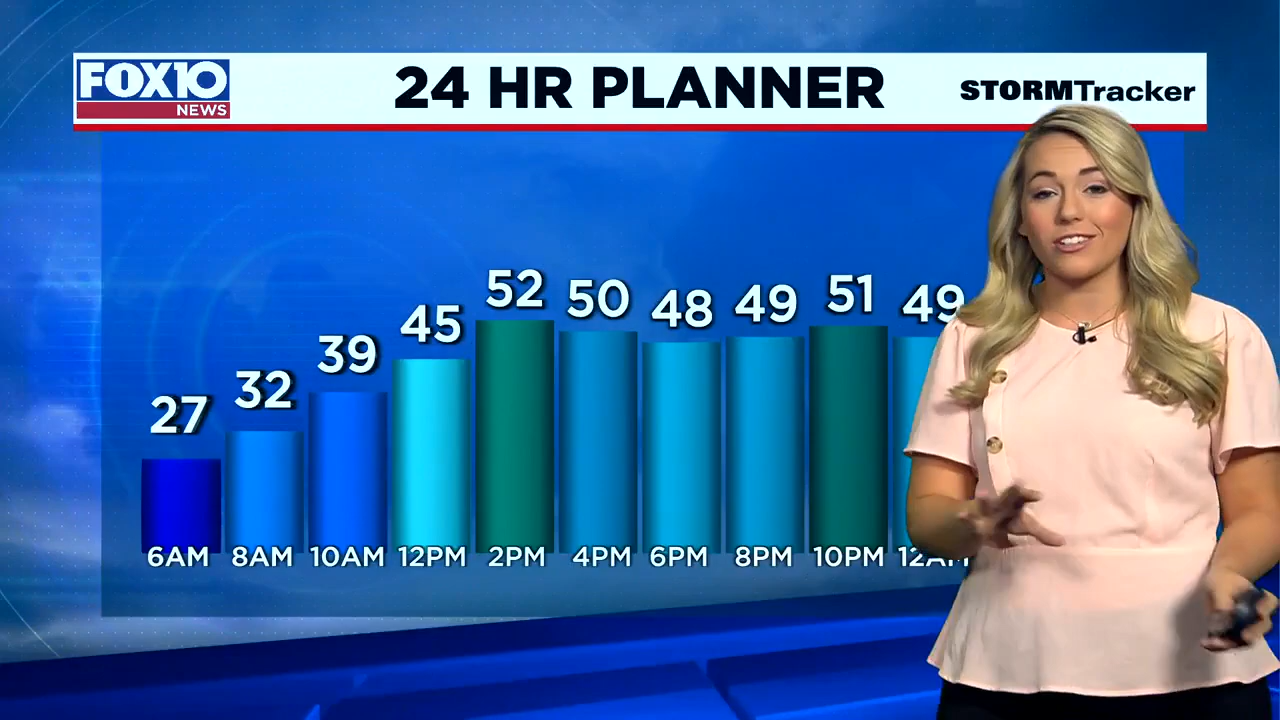 FOX10
NEWS
24 HR PLANNER
STORMTracker
27 32 39 45 52 50 48 49 51 49
6AM 8AM 10AM 12PM 2PM 4PM 6PM 8PM 10PM 12AM